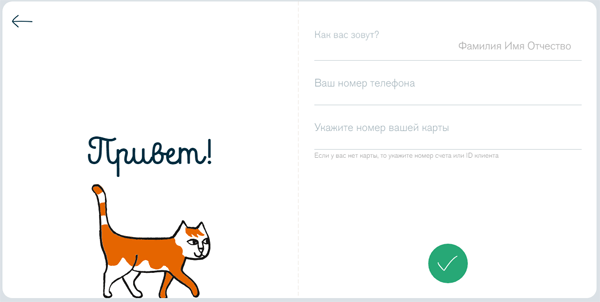 Привет!
Как вас зовут?
Фамилия Имя Отчество
Ваш номер телефона
Укажите номер вашей карты
Если у вас нет карты, то укажите номер счета или ID клиента